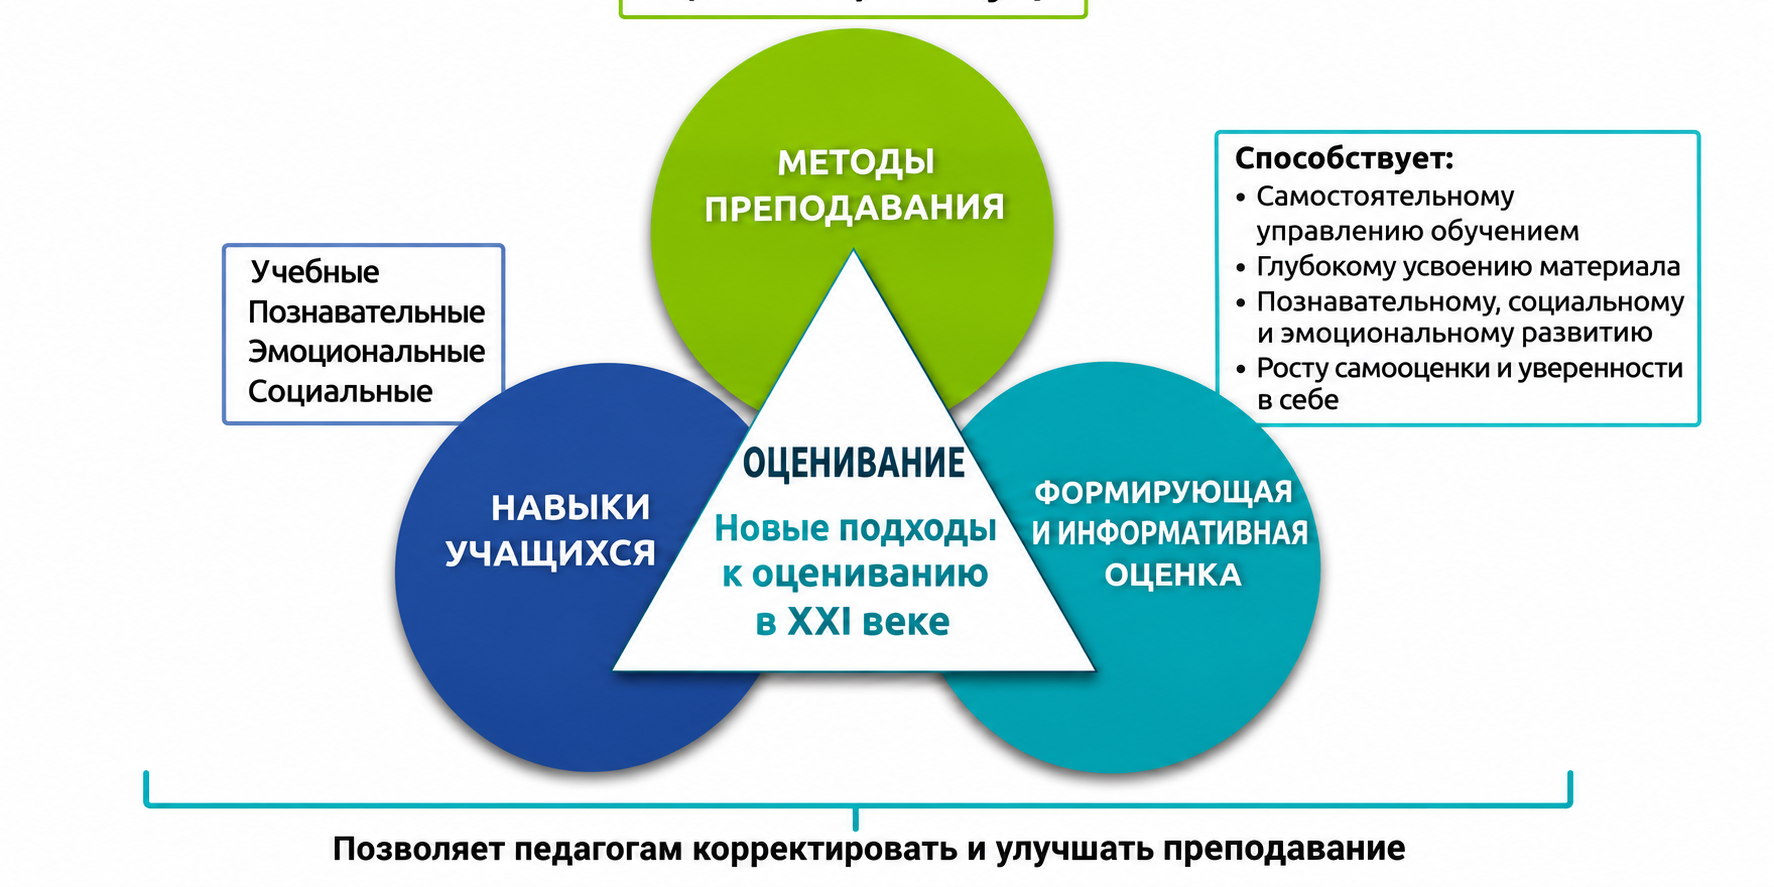 МЕТОДЫ
ПРЕПОДАВАНИЯ
Учебные
Познавательные
Эмоциональные
Социальные
Способствует:
• Самостоятельному
управлению обучением
• Глубокому усвоению материала
• Познавательному, социальному
и эмоциональному развитию
• Росту самооценки и уверенности
в себе
НАВЫКИ
УЧАЩИХСЯ
ОЦЕНИВАНИЕ
Новые подходы
к оцениванию
в XXI веке
ФОРМИРУЮЩАЯ
И ИНФОРМАТИВНАЯ
ОЦЕНКА
Позволяет педагогам корректировать и улучшать преподавание